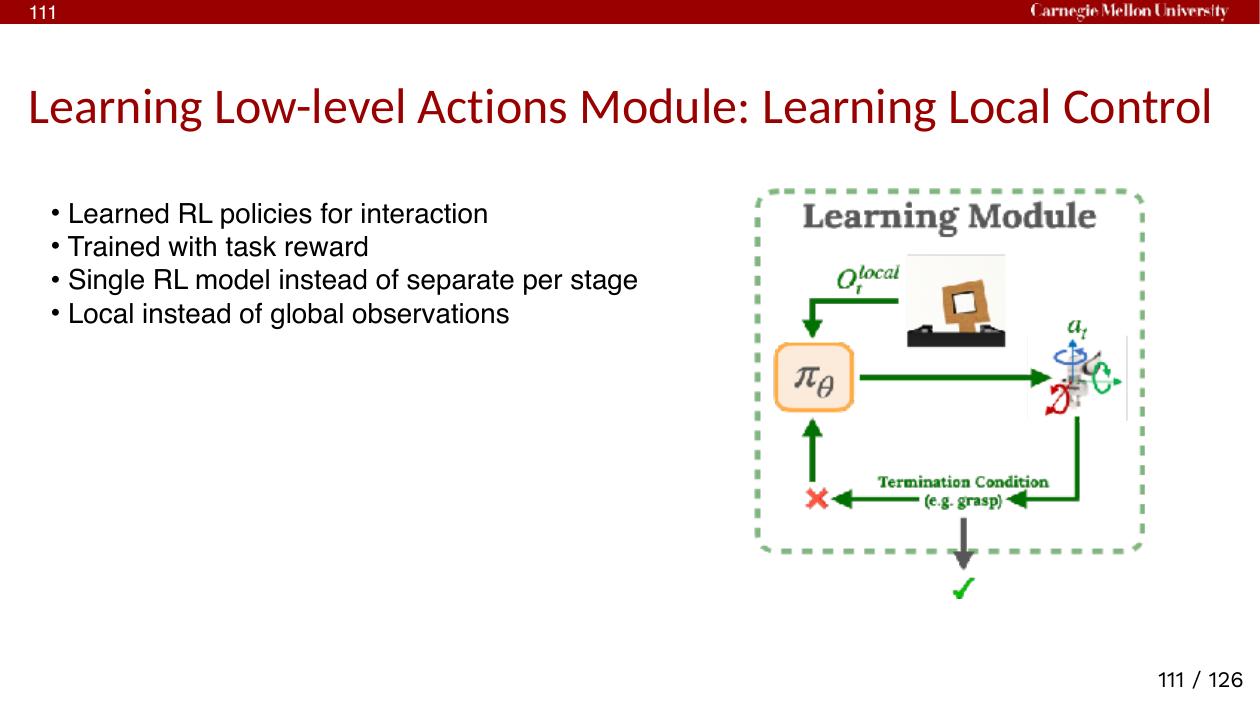 111
Carnegie Mellon University
Learning Low-level Actions Module: Learning Local Control
• Learned RL policies for interaction
• Trained with task reward
• Single RL model instead of separate per stage
• Local instead of global observations
Learning Module
O_t^{local}
a_t
π_θ
Termination Condition
(e.g. grasp)
111 / 126